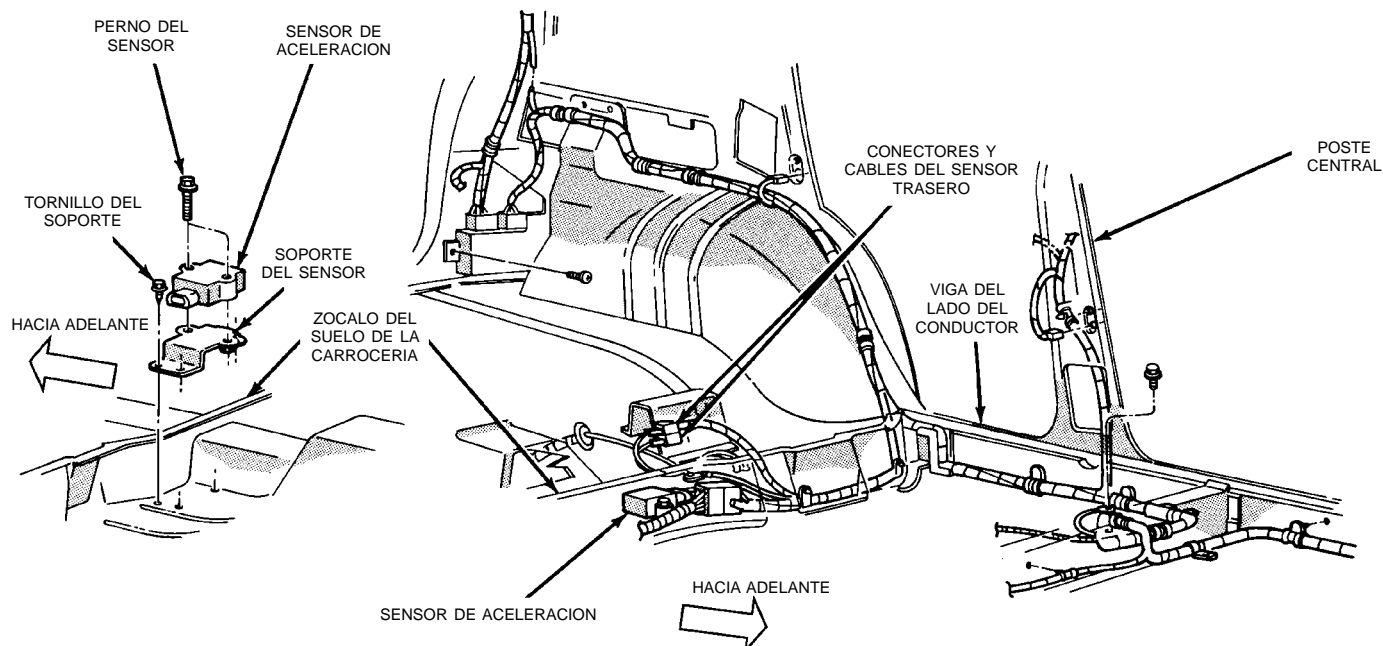 PERNO DEL
SENSOR
SENSOR DE
ACELERACION
TORNILLO DEL
SOPORTE
SOPORTE
DEL SENSOR
HACIA ADELANTE
ZOCALO DEL
SUELO DE LA
CARROCERIA
CONECTORES Y
CABLES DEL SENSOR
TRASERO
POSTE
CENTRAL
VIGA DEL
LADO DEL
CONDUCTOR
SENSOR DE ACELERACION
HACIA ADELANTE